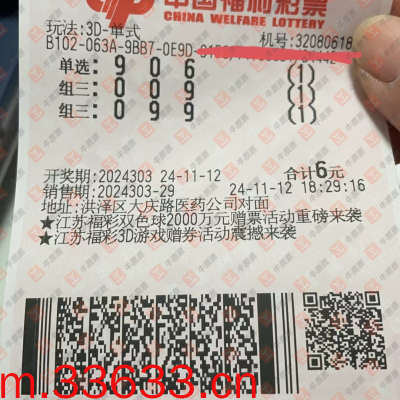 中国福利彩票
CHINA WELFARE LOTTERY
玩法:3D-单式
机号:32080618
B102-063A-9BB7-0E9D-
单选: 9 0 6 (1)
组三: 0 0 9 (1)
组三: 0 9 9 (1)
开奖期:2024303 24-11-12 合计6元
销售期:2024303-29 24-11-12 18:29:16
地址:洪泽区大庆路医药公司对面
★江苏福彩双色球2000万元赠票活动重磅来袭
★江苏福彩3D游戏赠券活动震撼来袭
m.33633.cn